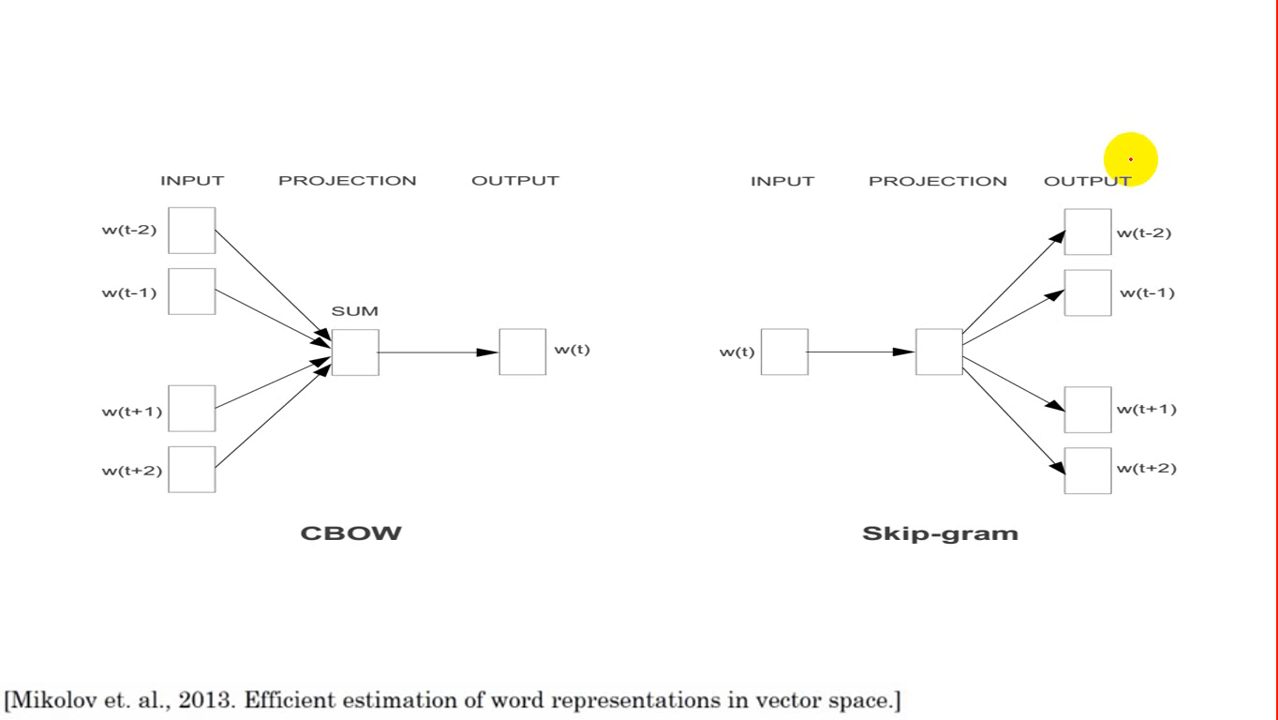 INPUT PROJECTION OUTPUT
w(t-2)
w(t-1)
SUM
w(t)
w(t+1)
w(t+2)
CBOW
INPUT PROJECTION OUTPUT
w(t-2)
w(t-1)
w(t)
w(t+1)
w(t+2)
Skip-gram
[Mikolov et. al., 2013. Efficient estimation of word representations in vector space.]